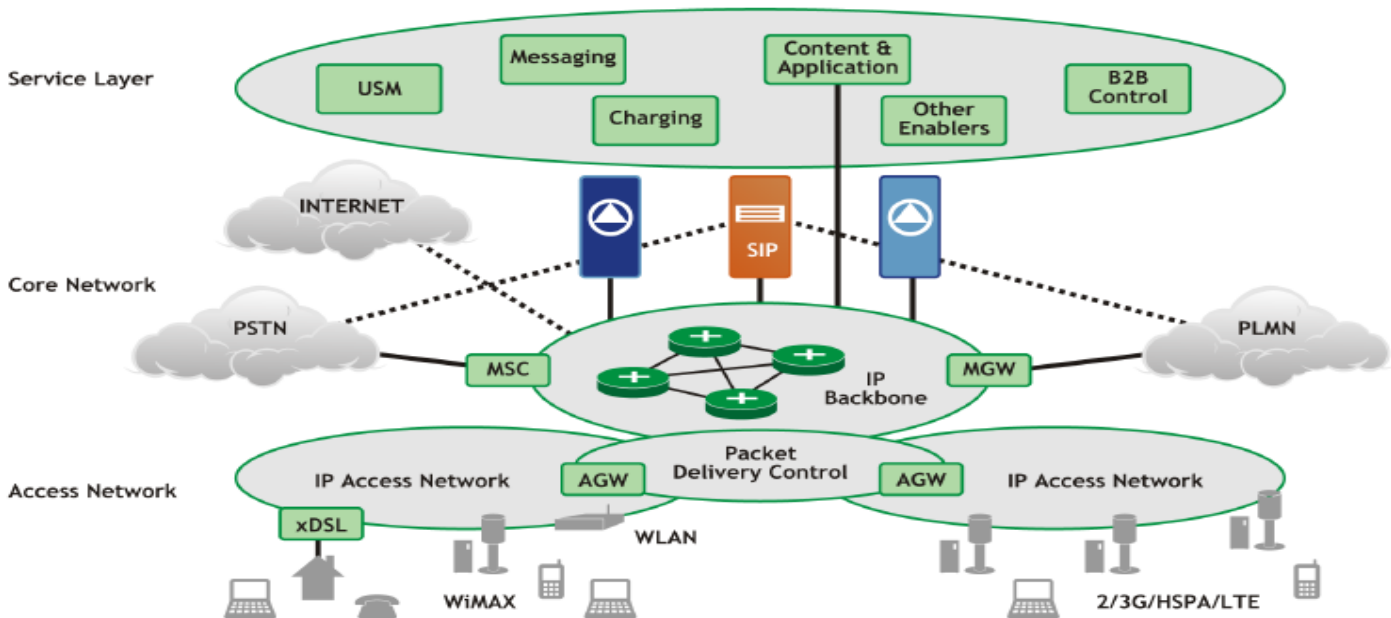 Service Layer
USM
Messaging
Charging
Content &
Application
Other
Enablers
B2B
Control
INTERNET
SIP
Core Network
PSTN
PLMN
MSC
MGW
IP
Backbone
Packet
Delivery Control
Access Network
IP Access Network
AGW
AGW
IP Access Network
xDSL
WLAN
WiMAX
2/3G/HSPA/LTE